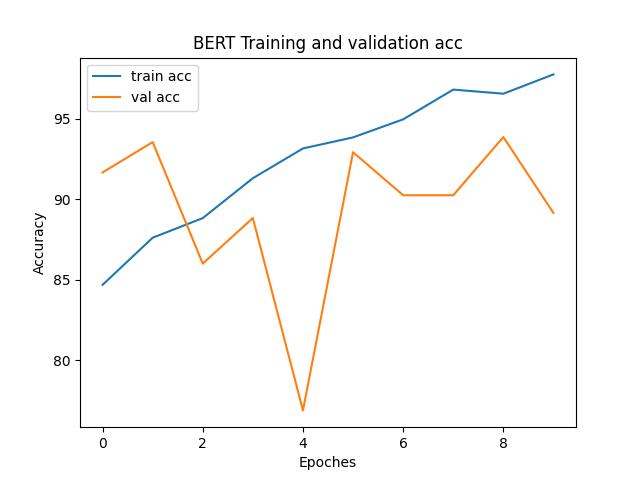 BERT Training and validation acc
train acc
val acc
95
90
85
80
Accuracy
0 2 4 6 8
Epoches